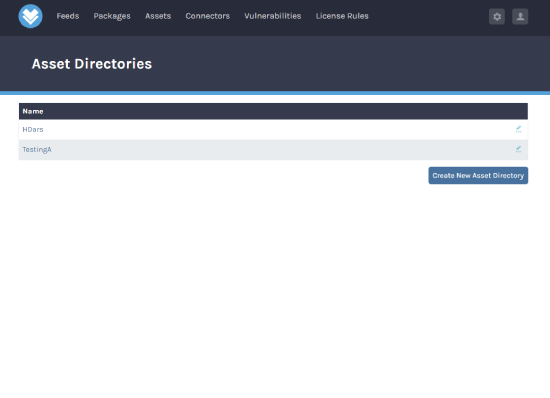 Feeds Packages Assets Connectors Vulnerabilities License Rules
Asset Directories
Name
HDars
TestingA
Create New Asset Directory